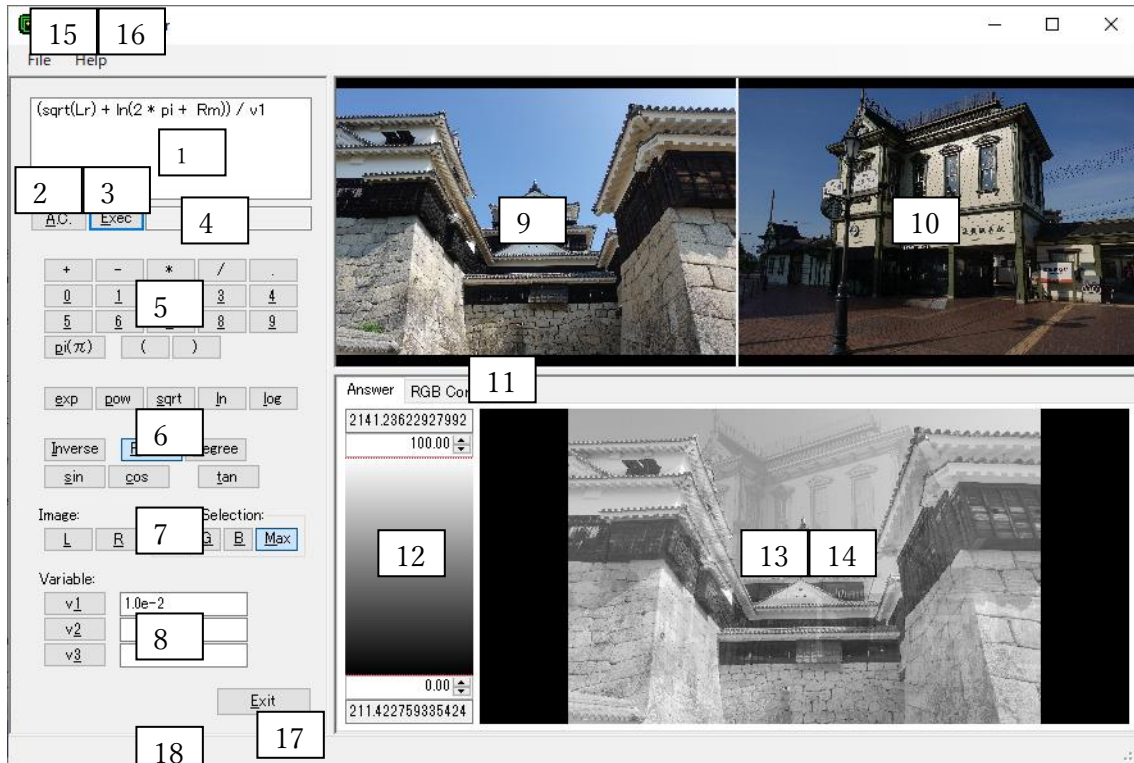 15 16
File Help
(sqrt(Lr) + ln(2 * pi + Rm)) / v1
1
2 3
4
A.C. Exec
9
10
+ - * / .
0 1 3 4
5
5 6 8 9
pi(π) ( )
11
Answer RGB
exp pow sqrt ln log
2141.23622927992
100.00
6
Inverse
sin cos tan
Image: Selection:
L R G B Max
7
12
13 14
Variable:
v1 1.0e-2
v2
8
v3
0.00
Exit
211.422759335424
17
18